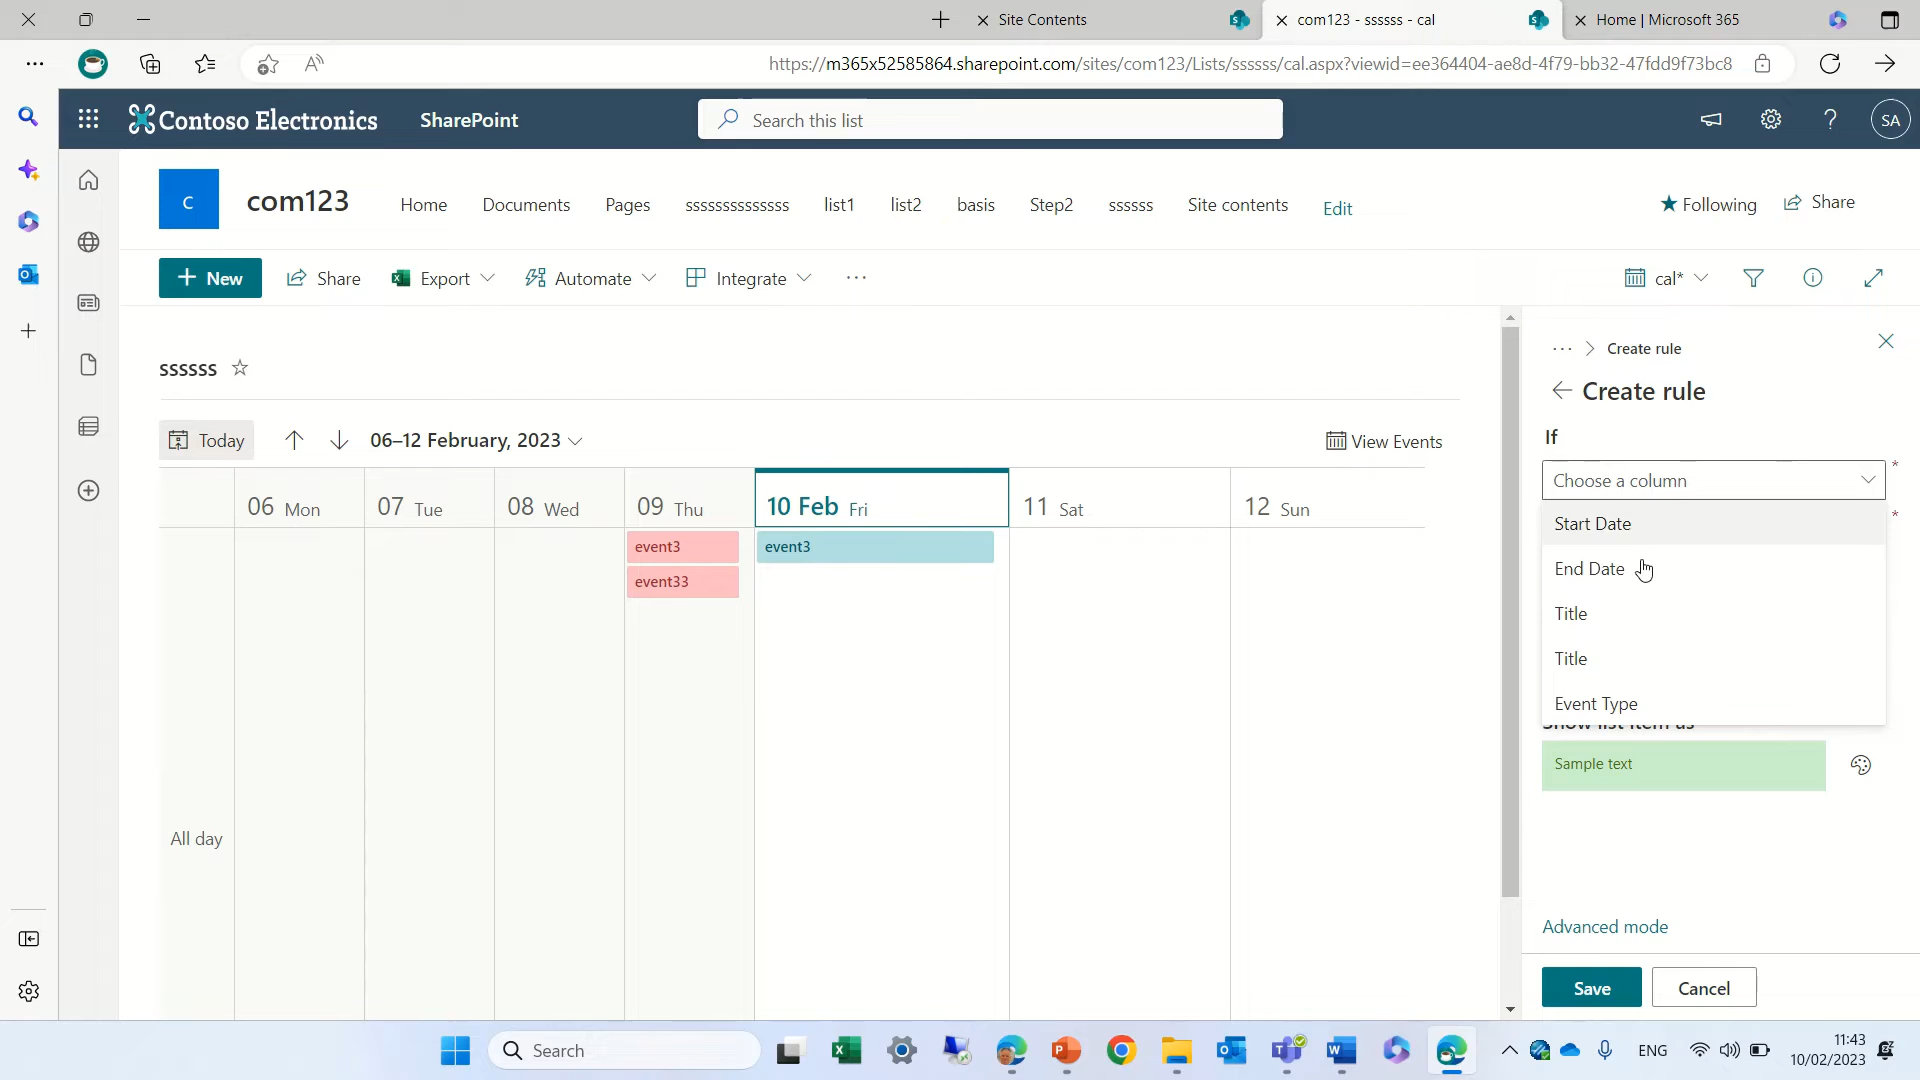 Site Contents
com123 - ssssss - cal
Home | Microsoft 365
https://m365x52585864.sharepoint.com/sites/com123/Lists/ssssss/cal.aspx?viewid=ee364404-ae8d-4f79-bb32-47fdd9f73bc8
Contoso Electronics
SharePoint
Search this list
SA
C
com123
Home
Documents
Pages
ssssssssssssss
list1
list2
basis
Step2
ssssss
Site contents
Edit
Following
Share
New
Share
Export
Automate
Integrate
cal*
ssssss
Today
06–12 February, 2023
View Events
06 Mon
07 Tue
08 Wed
09 Thu
10 Feb Fri
11 Sat
12 Sun
event3
event3
event33
All day
Create rule
Create rule
If
Choose a column
*
*
Start Date
End Date
Title
Title
Event Type
Show list item as
Sample text
Advanced mode
Save
Cancel
Search
ENG
11:43
10/02/2023